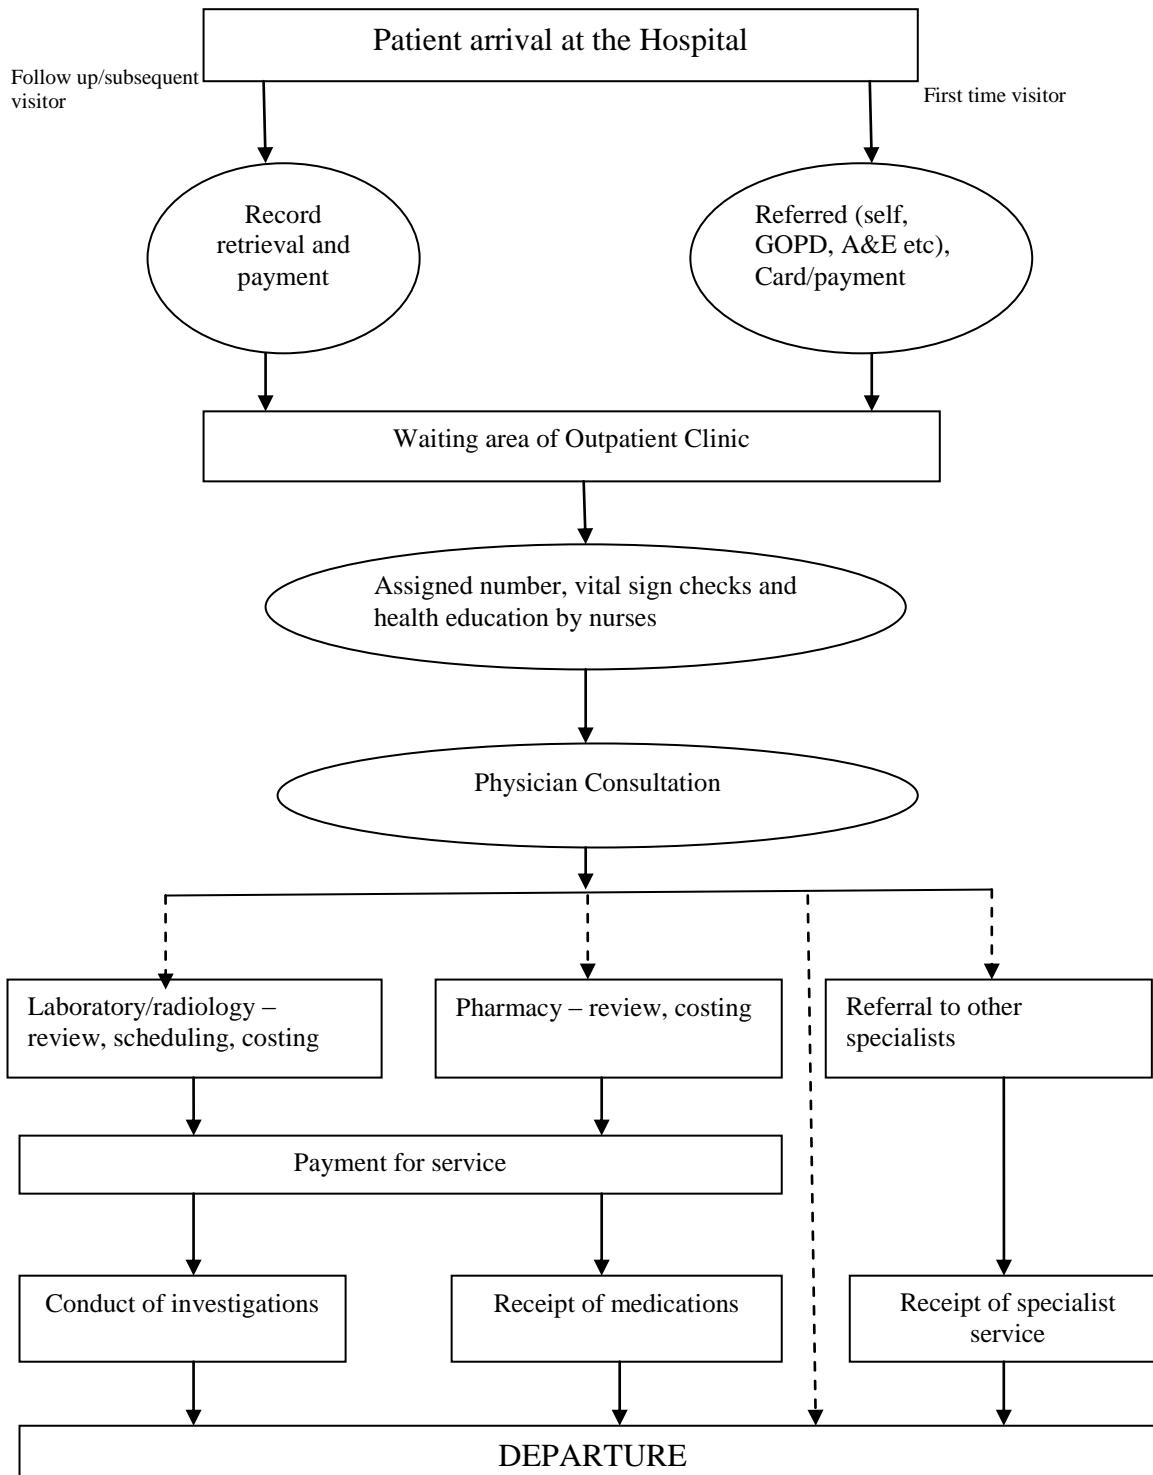 Patient arrival at the Hospital
Follow up/subsequent
visitor
First time visitor
Record
retrieval and
payment
Referred (self,
GOPD, A&E etc),
Card/payment
Waiting area of Outpatient Clinic
Assigned number, vital sign checks and
health education by nurses
Physician Consultation
Laboratory/radiology –
review, scheduling, costing
Pharmacy – review, costing
Referral to other
specialists
Payment for service
Conduct of investigations
Receipt of medications
Receipt of specialist
service
DEPARTURE